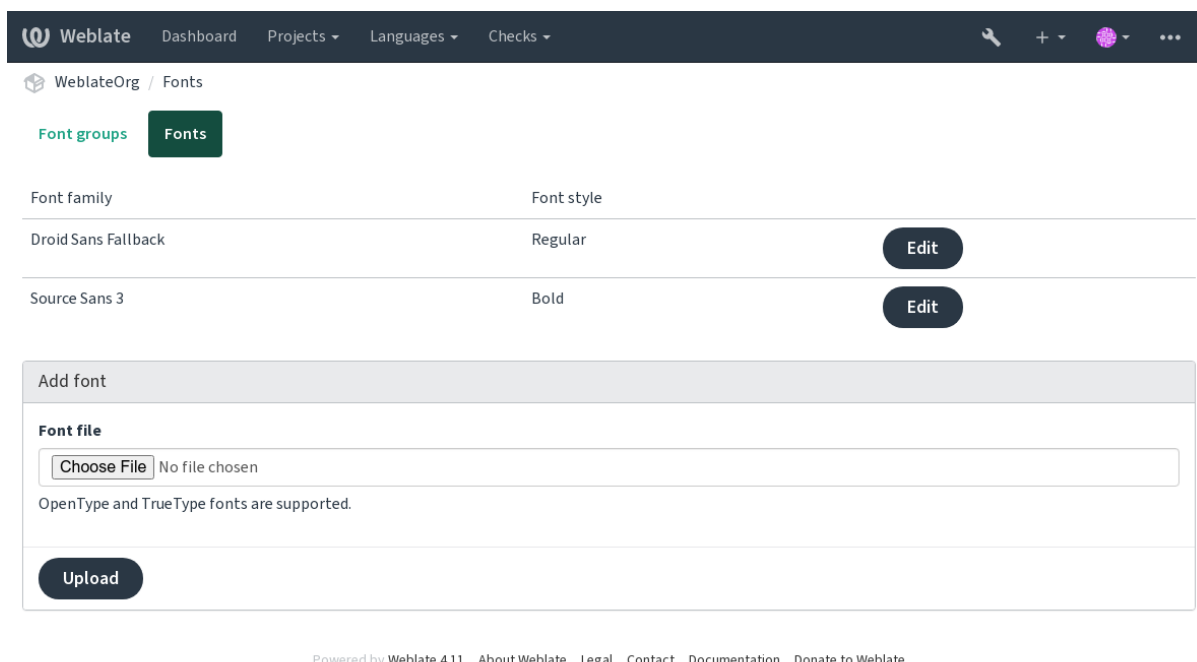 Weblate Dashboard Projects Languages Checks
WeblateOrg / Fonts
Font groups Fonts
Font family Font style
Droid Sans Fallback Regular Edit
Source Sans 3 Bold Edit
Add font
Font file
Choose File No file chosen
OpenType and TrueType fonts are supported.
Upload
Powered by Weblate 4.11 About Weblate Legal Contact Documentation Donate to Weblate